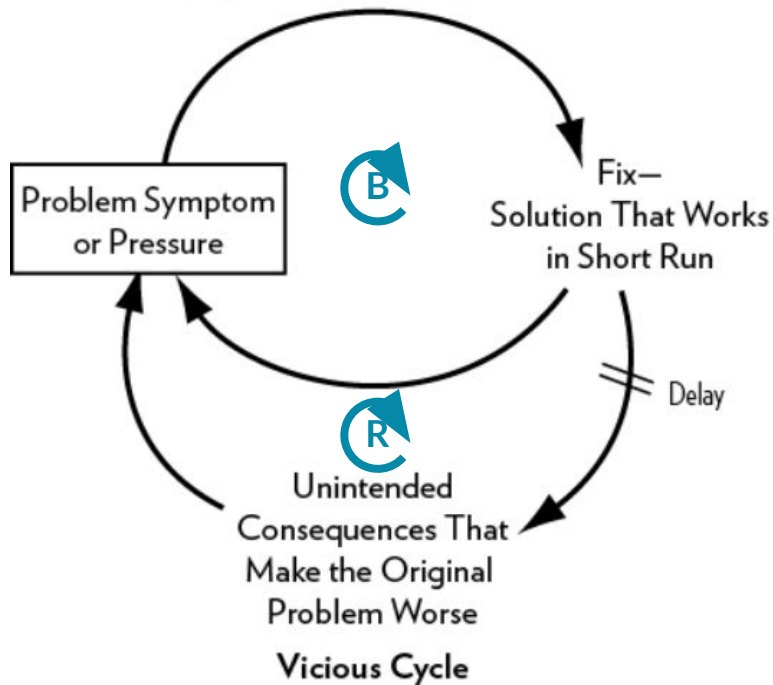 B
Problem Symptom
or Pressure
Fix—
Solution That Works
in Short Run
Delay
R
Unintended
Consequences That
Make the Original
Problem Worse
Vicious Cycle